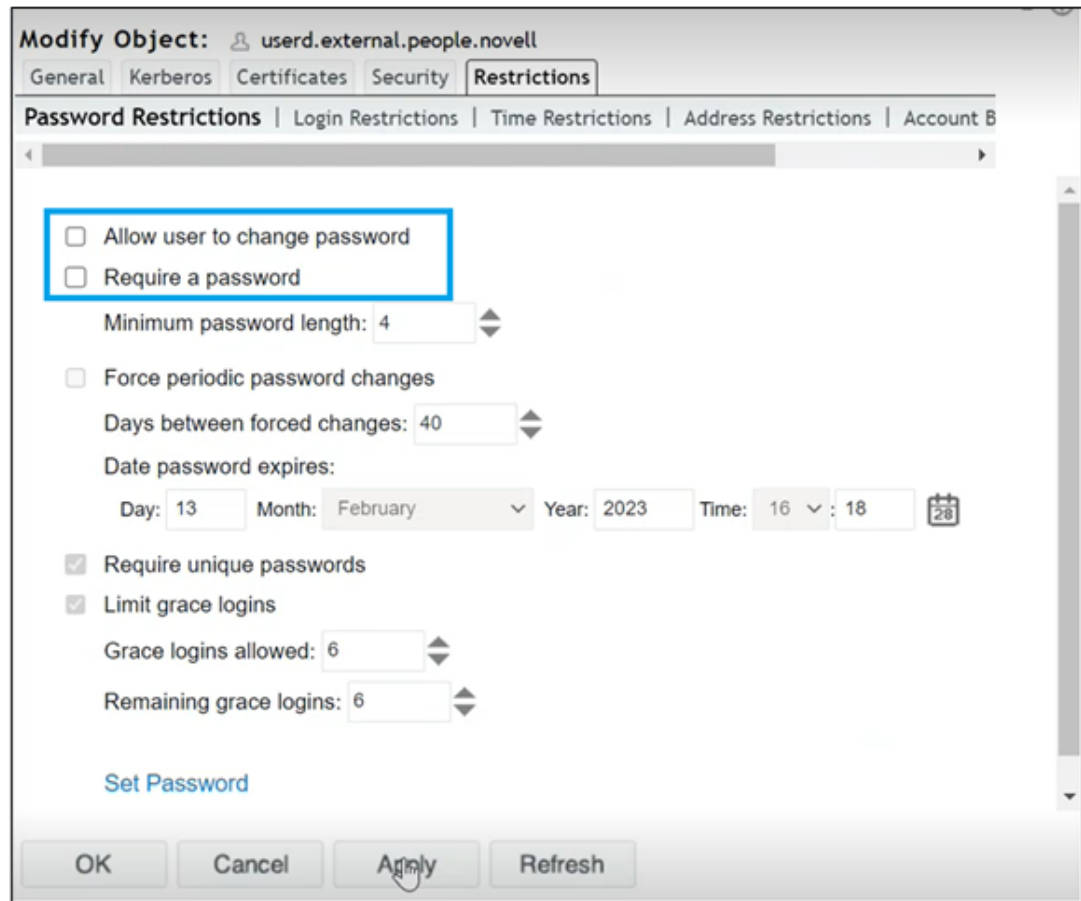 Modify Object: userd.external.people.novell
General Kerberos Certificates Security Restrictions
Password Restrictions | Login Restrictions | Time Restrictions | Address Restrictions | Account B
Allow user to change password
Require a password
Minimum password length: 4
Force periodic password changes
Days between forced changes: 40
Date password expires:
Day: 13 Month: February Year: 2023 Time: 16 : 18 28
Require unique passwords
Limit grace logins
Grace logins allowed: 6
Remaining grace logins: 6
Set Password
OK Cancel Apply Refresh